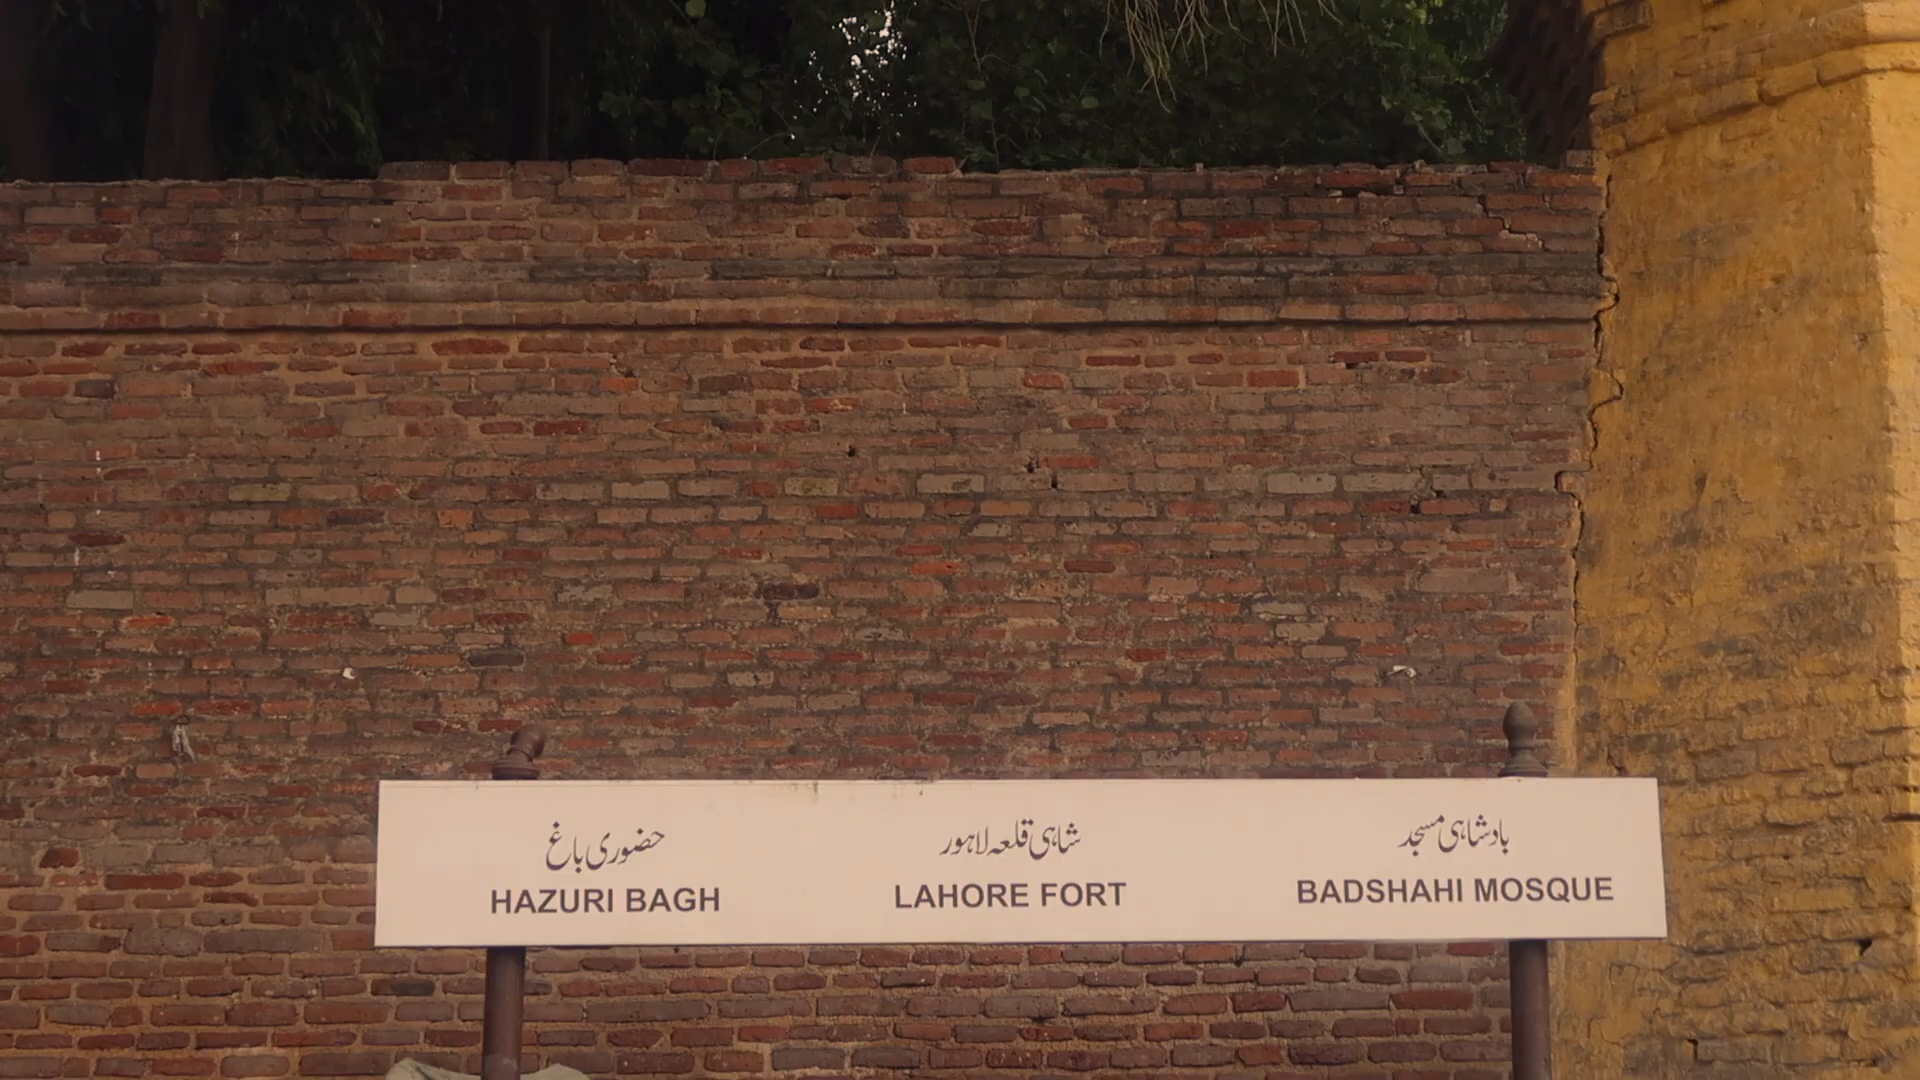 حضوری باغ
HAZURI BAGH
شاہی قلعہ لاہور
LAHORE FORT
بادشاہی مسجد
BADSHAHI MOSQUE